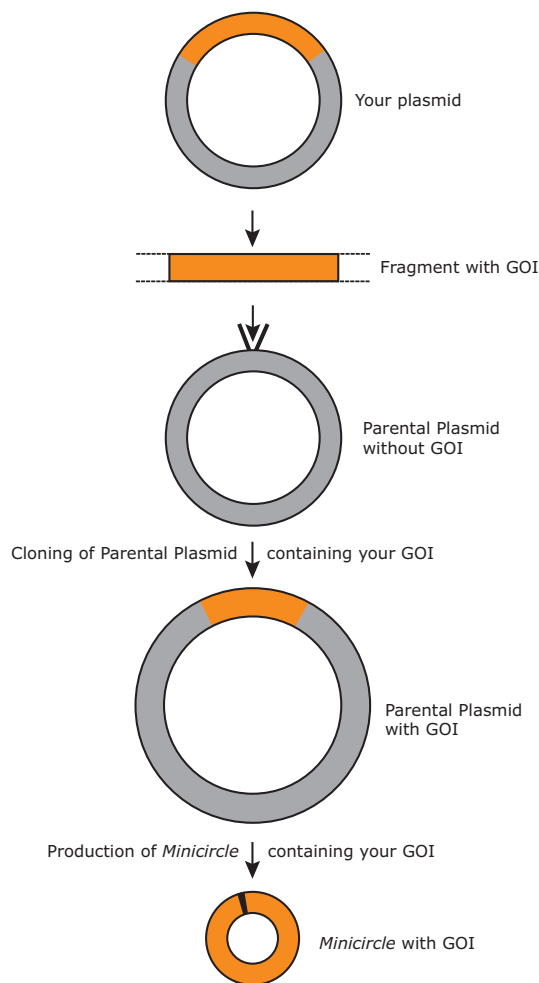 Your plasmid
Fragment with GOI
Parental Plasmid
without GOI
Cloning of Parental Plasmid containing your GOI
Parental Plasmid
with GOI
Production of Minicircle containing your GOI
Minicircle with GOI